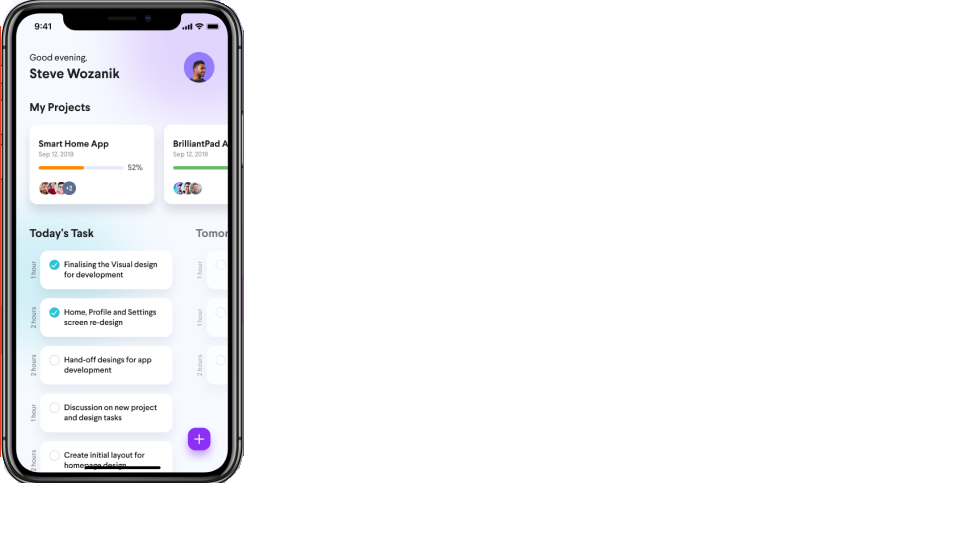 9:41
Good evening,
Steve Wozanik
My Projects
Smart Home App
Sep 12, 2019
52%
+2
BrilliantPad A
Sep 12, 2019
Today's Task
Tomor
1 hour
Finalising the Visual design
for development
1 hour
2 hours
Home, Profile and Settings
screen re-design
1 hour
2 hours
Hand-off desings for app
development
2 hours
1 hour
Discussion on new project
and design tasks
2 hours
Create initial layout for
homepage design